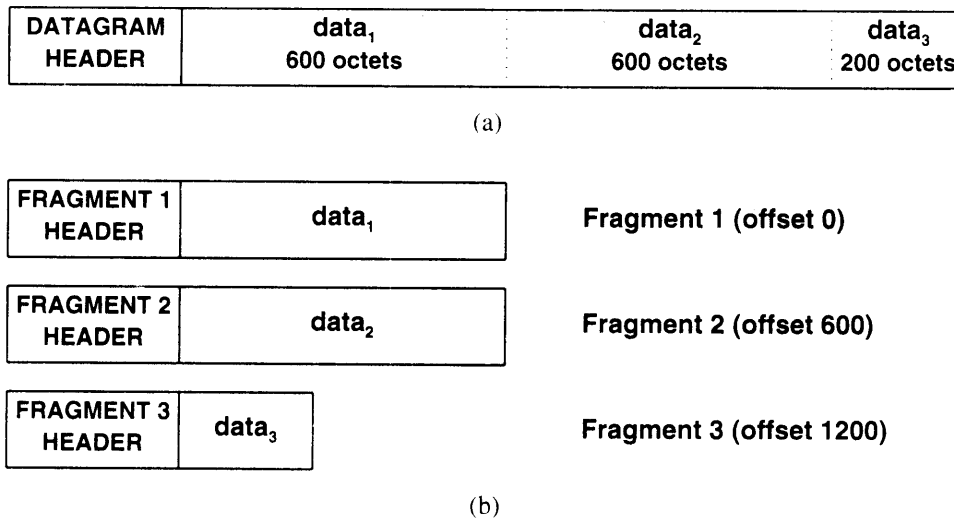 DATAGRAM HEADER
data₁ 600 octets
data₂ 600 octets
data₃ 200 octets
(a)
FRAGMENT 1 HEADER
data₁
Fragment 1 (offset 0)
FRAGMENT 2 HEADER
data₂
Fragment 2 (offset 600)
FRAGMENT 3 HEADER
data₃
Fragment 3 (offset 1200)
(b)